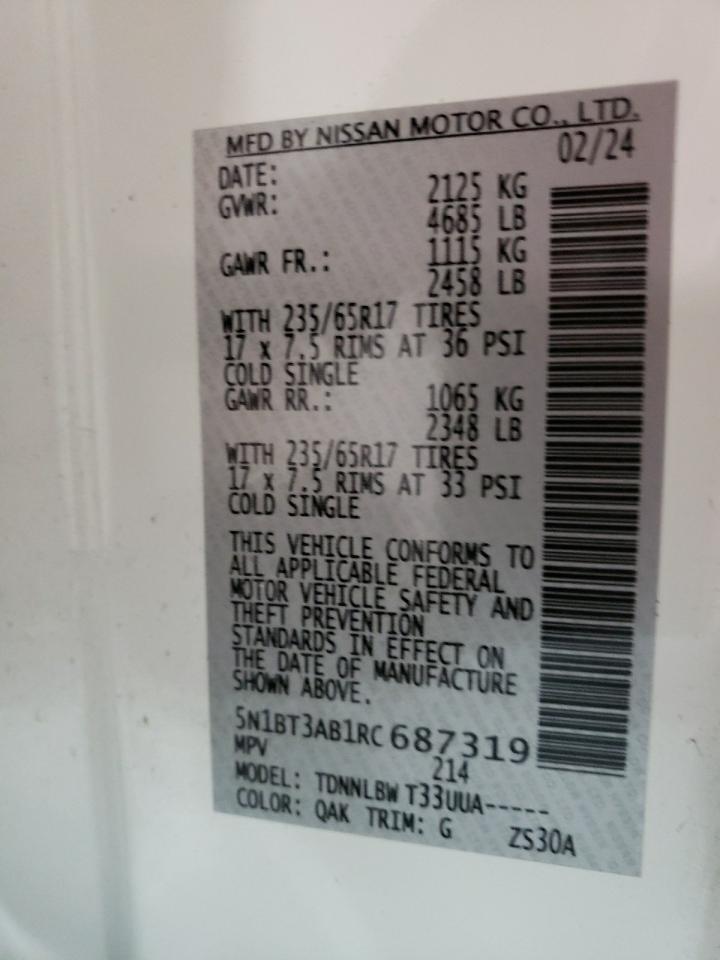 MFD BY NISSAN MOTOR CO., LTD.
DATE: 02/24
GVWR: 2125 KG
4685 LB
GAWR FR.: 1115 KG
2458 LB
WITH 235/65R17 TIRES
17 x 7.5 RIMS AT 36 PSI
COLD SINGLE
GAWR RR.: 1065 KG
2348 LB
WITH 235/65R17 TIRES
17 x 7.5 RIMS AT 33 PSI
COLD SINGLE
THIS VEHICLE CONFORMS TO
ALL APPLICABLE FEDERAL
MOTOR VEHICLE SAFETY AND
THEFT PREVENTION
STANDARDS IN EFFECT ON
THE DATE OF MANUFACTURE
SHOWN ABOVE.
5N1BT3AB1RC 687319
MPV 214
MODEL: TDNNLBW T33UUA-----
COLOR: QAK TRIM: G ZS30A